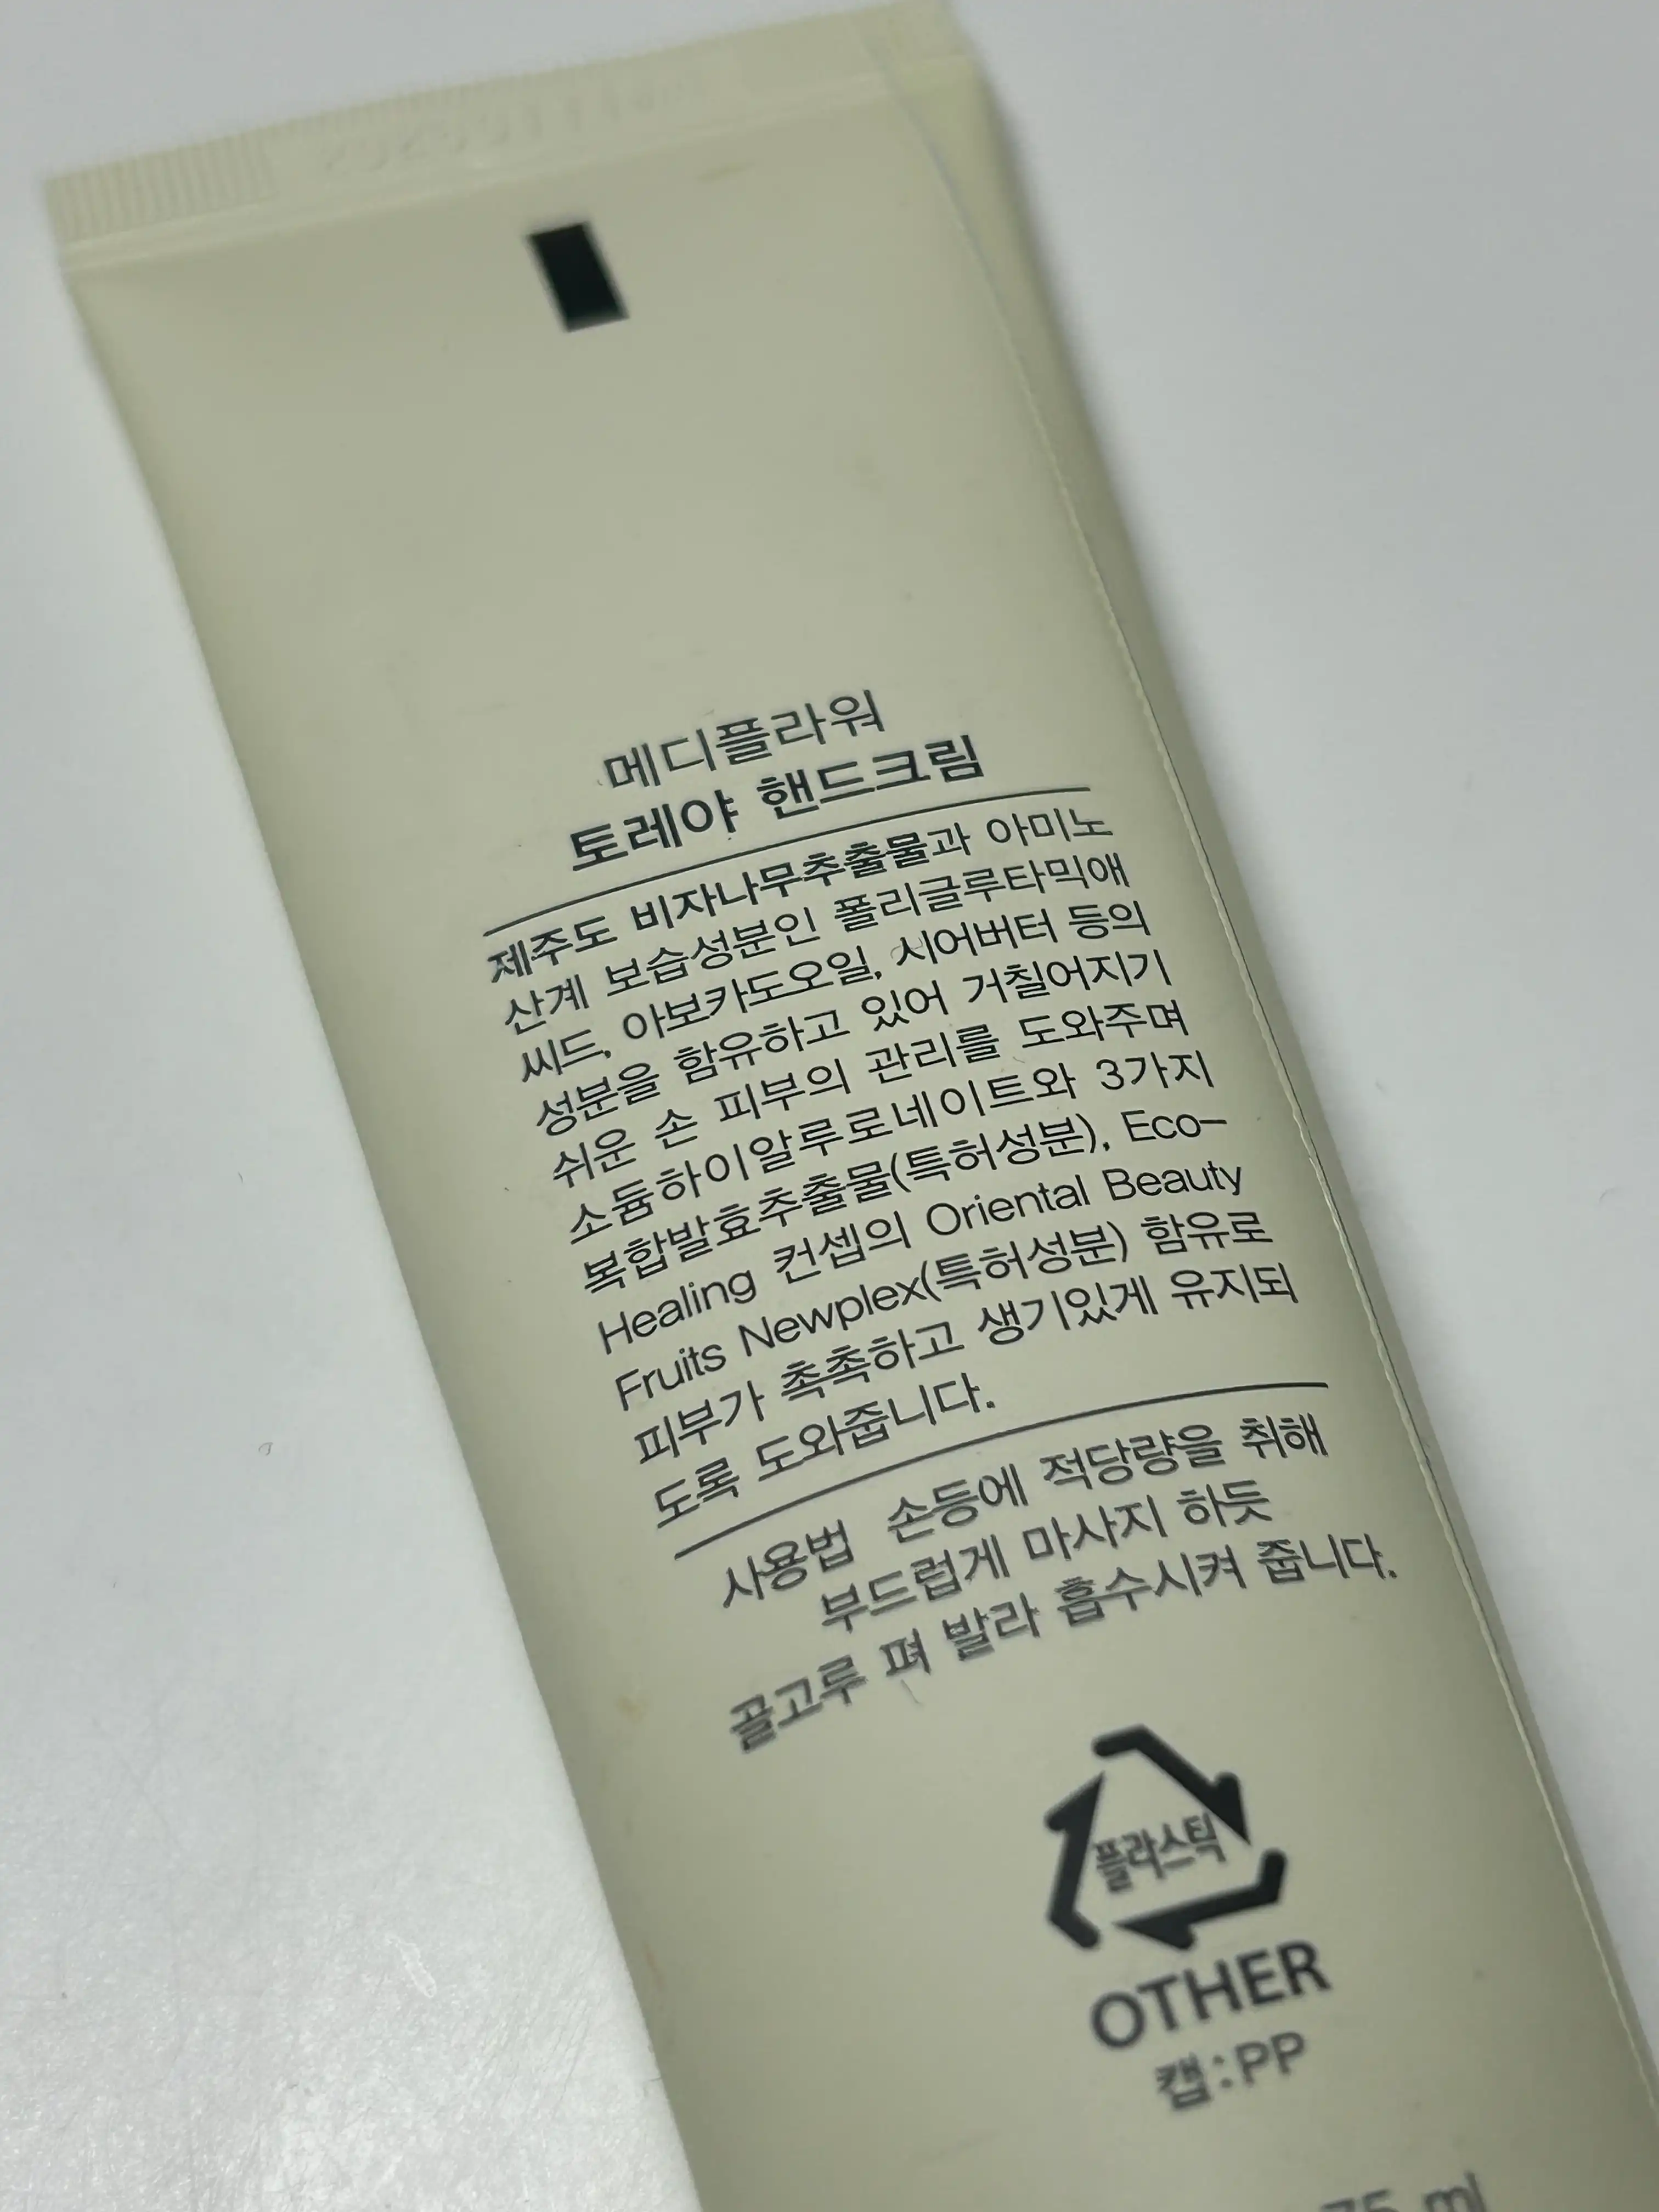 메디플라워
토레야 핸드크림
제주도 비자나무추출물과 아미노
산계 보습성분인 폴리글루타믹애
씨드, 아보카도오일, 시어버터 등의
성분을 함유하고 있어 거칠어지기
쉬운 손 피부의 관리를 도와주며
소듐하이알루로네이트와 3가지
복합발효추출물(특허성분), Eco-
Healing 컨셉의 Oriental Beauty
Fruits Newplex(특허성분) 함유로
피부가 촉촉하고 생기있게 유지되
도록 도와줍니다.
사용법 손등에 적당량을 취해
부드럽게 마사지 하듯
골고루 펴 발라 흡수시켜 줍니다.
플라스틱
OTHER
캡:PP
75 ml